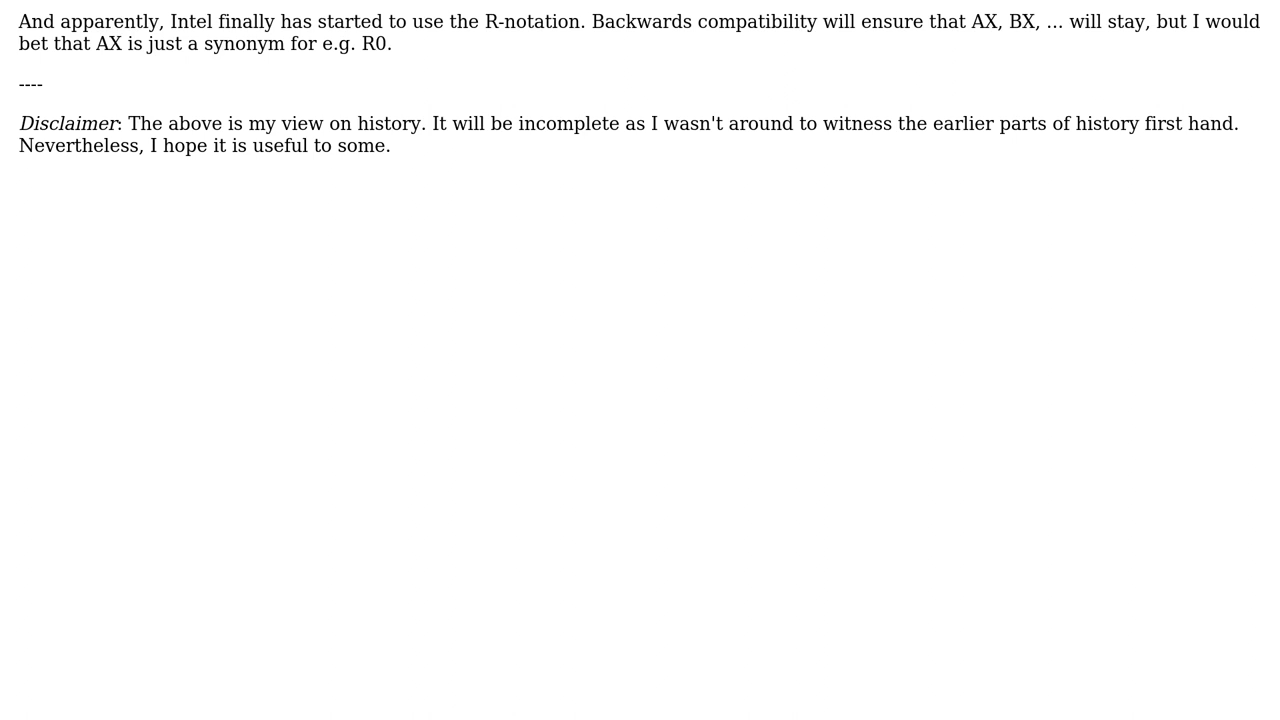 And apparently, Intel finally has started to use the R-notation. Backwards compatibility will ensure that AX, BX, ... will stay, but I would
bet that AX is just a synonym for e.g. R0.
----
Disclaimer: The above is my view on history. It will be incomplete as I wasn't around to witness the earlier parts of history first hand.
Nevertheless, I hope it is useful to some.